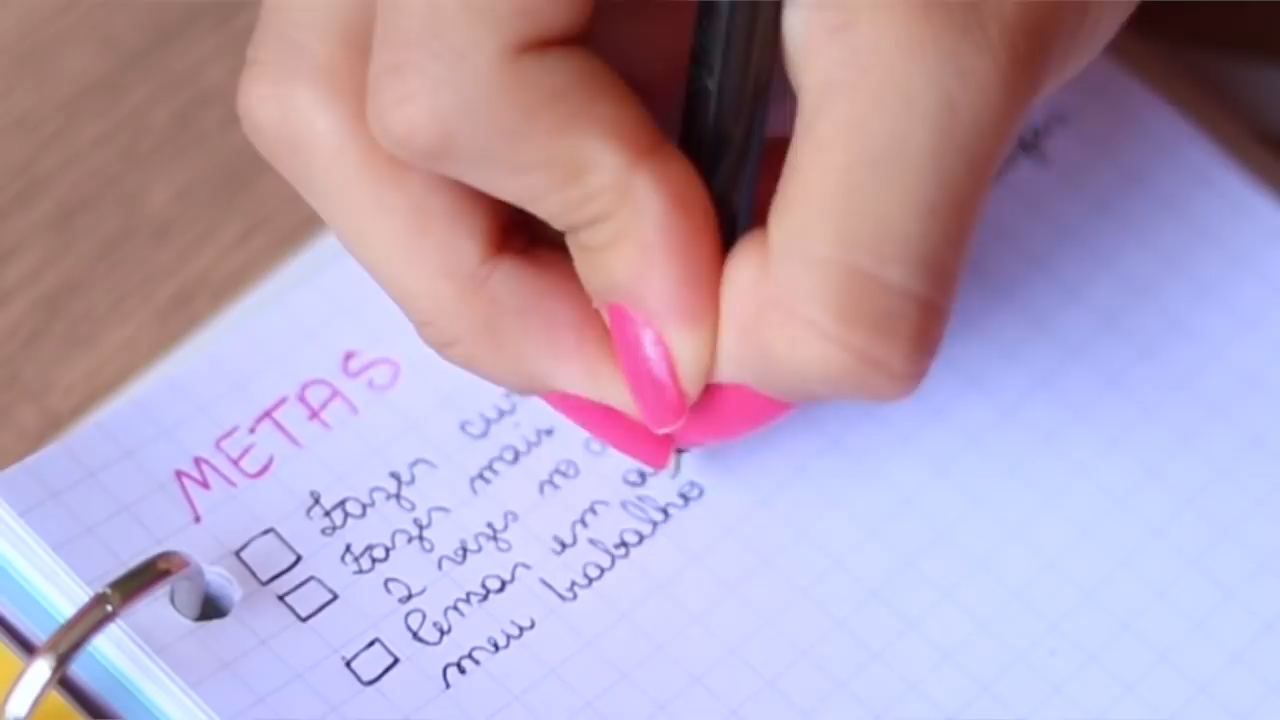 METAS
Fazer
Fazer mais
2 vezes no
Pensar em
meu trabalho